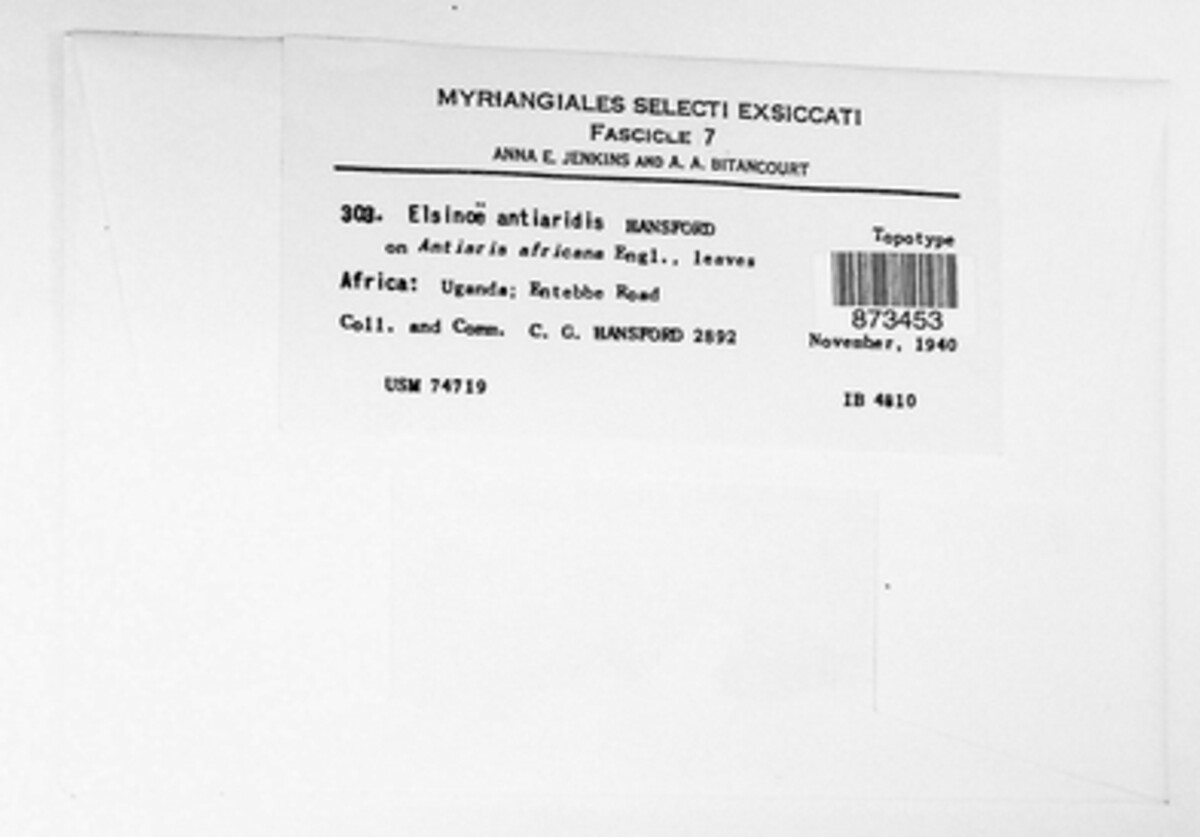 MYRIANGIALES SELECTI EXSICCATI
FASCICLE 7
ANNA E. JENKINS AND A. A. BITANCOURT
303. Elsinoë antiaridis HANSFORD
Topotype
on Antiaris africana Engl., leaves
Africa: Uganda; Entebbe Road
873453
Coll. and Comm. C. G. HANSFORD 2892
November, 1940
USM 74719
IB 4810